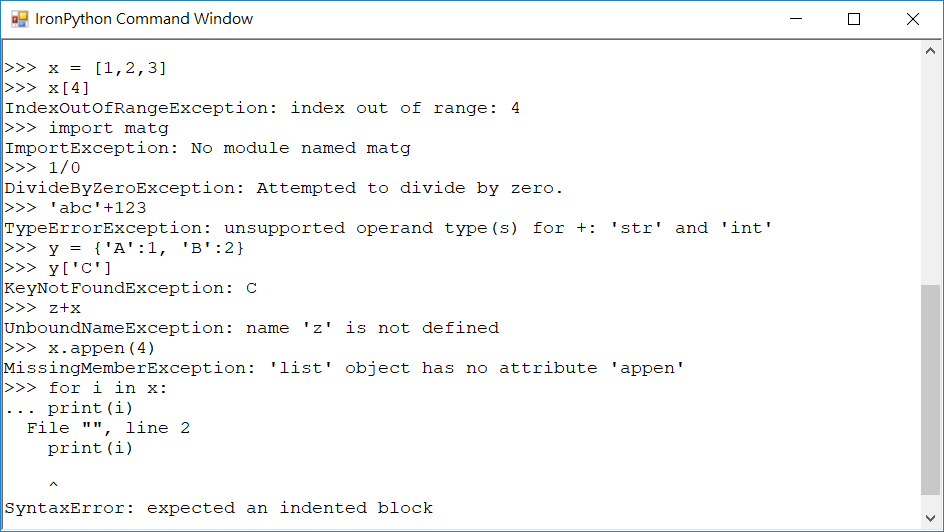 IronPython Command Window
>>> x = [1,2,3]
>>> x[4]
IndexOutOfRangeException: index out of range: 4
>>> import matg
ImportException: No module named matg
>>> 1/0
DivideByZeroException: Attempted to divide by zero.
>>> 'abc'+123
TypeErrorException: unsupported operand type(s) for +: 'str' and 'int'
>>> y = {'A':1, 'B':2}
>>> y['C']
KeyNotFoundException: C
>>> z+x
UnboundNameException: name 'z' is not defined
>>> x.appen(4)
MissingMemberException: 'list' object has no attribute 'appen'
>>> for i in x:
... print(i)
  File "", line 2
    print(i)
    ^
SyntaxError: expected an indented block